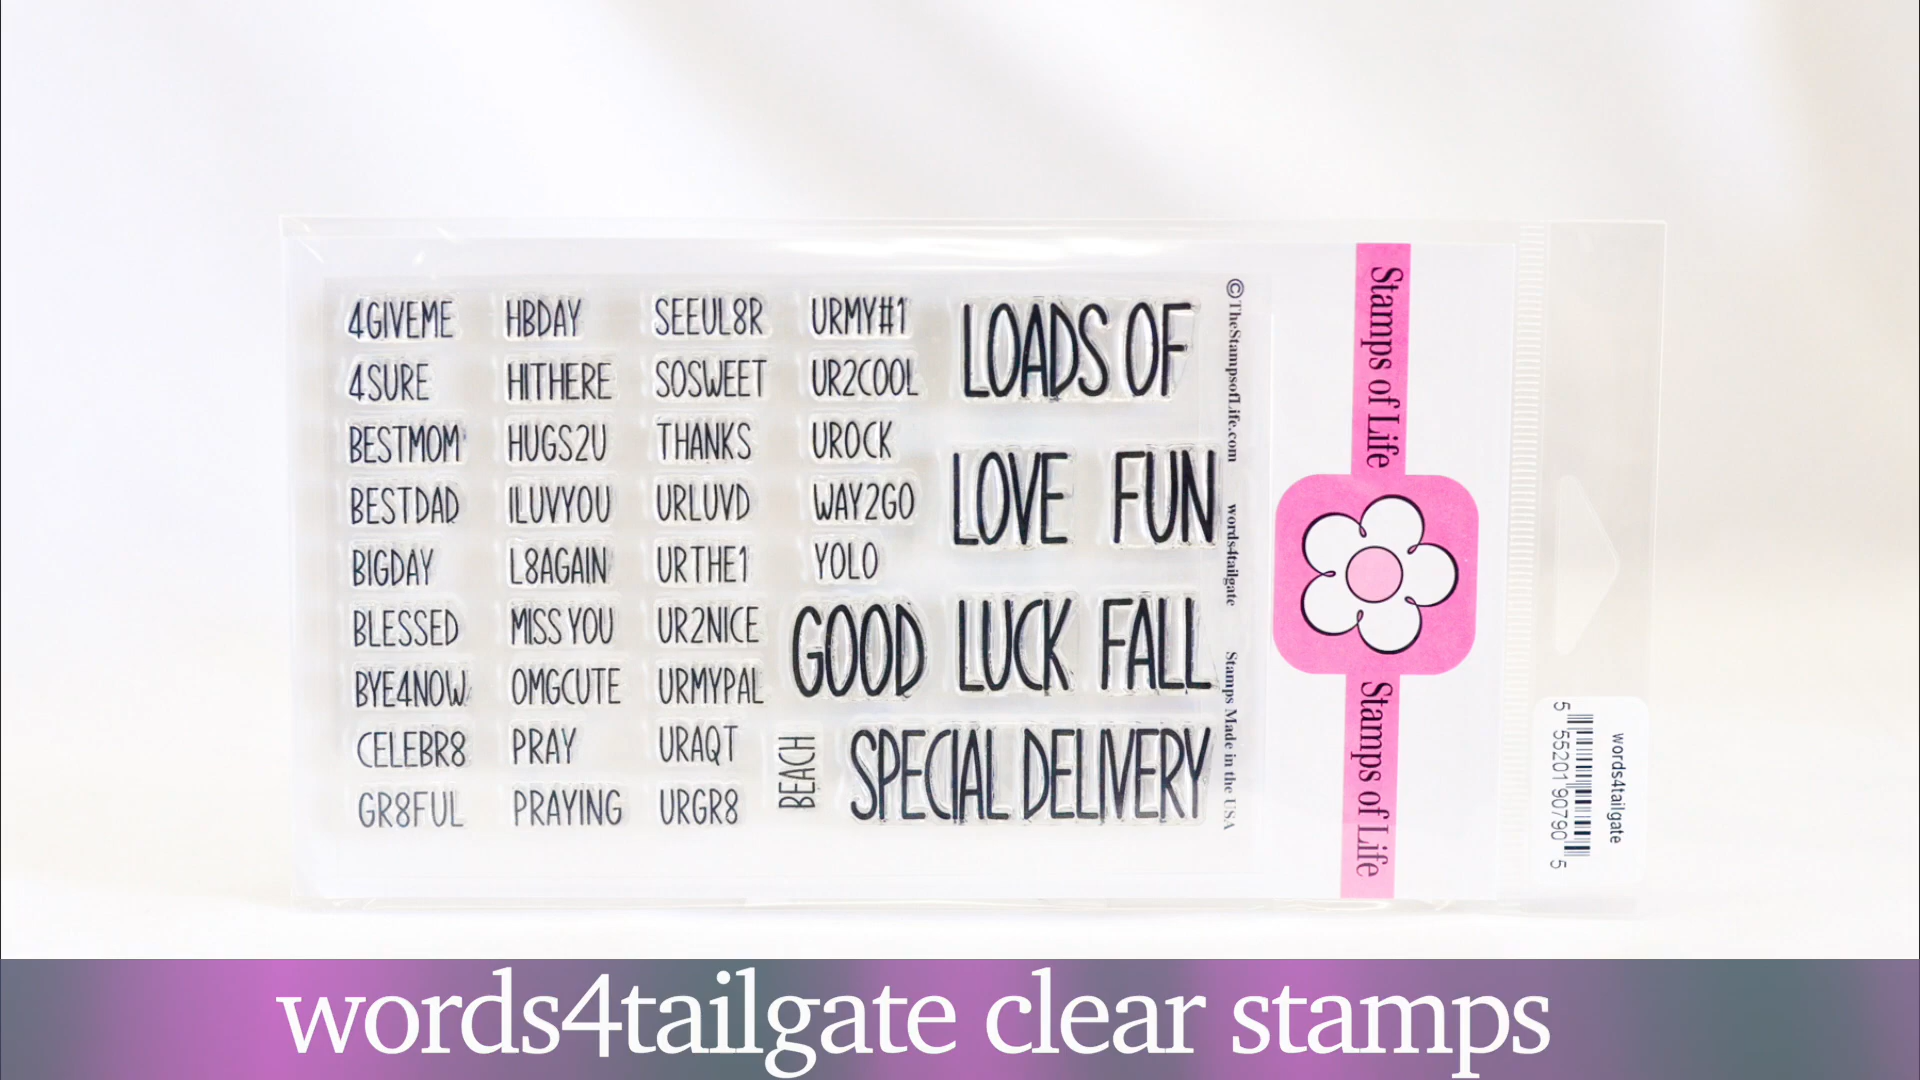 4GIVEME
4SURE
BESTMOM
BESTDAD
BIGDAY
BLESSED
BYE4NOW
CELEBR8
GR8FUL
HBDAY
HITHERE
HUGS2U
ILUVYOU
L8AGAIN
MISS YOU
OMGCUTE
PRAY
PRAYING
SEEUL8R
SOSWEET
THANKS
URLUVD
URTHE1
UR2NICE
URMYPAL
URAQT
URGR8
URMY#1
UR2COOL
UROCK
WAY2GO
YOLO
LOADS OF
LOVE FUN
GOOD LUCK FALL
BEACH
SPECIAL DELIVERY
©TheStampsofLife.com words4tailgate Stamps Made in the USA
Stamps of Life
Stamps of Life
words4tailgate
5 55201 90790 5
words4tailgate clear stamps